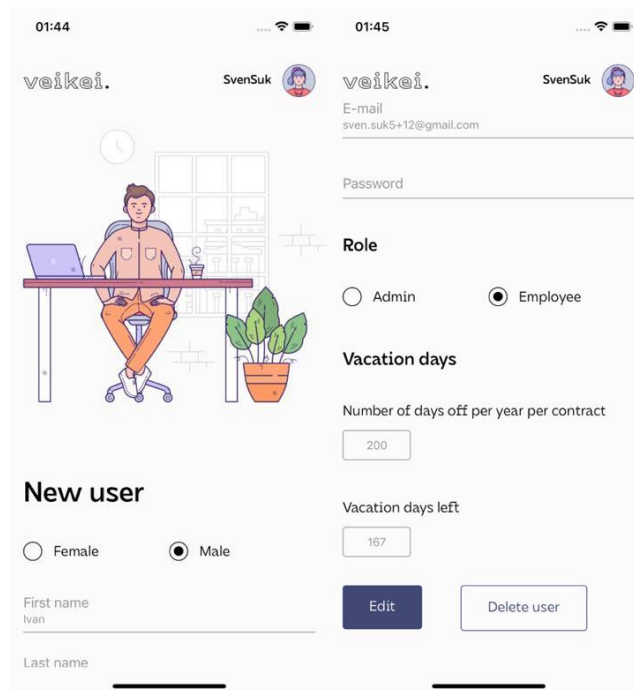 01:44
veikei.
SvenSuk
New user
Female
Male
First name
Ivan
Last name
01:45
veikei.
SvenSuk
E-mail
sven.suk5+12@gmail.com
Password
Role
Admin
Employee
Vacation days
Number of days off per year per contract
200
Vacation days left
167
Edit
Delete user